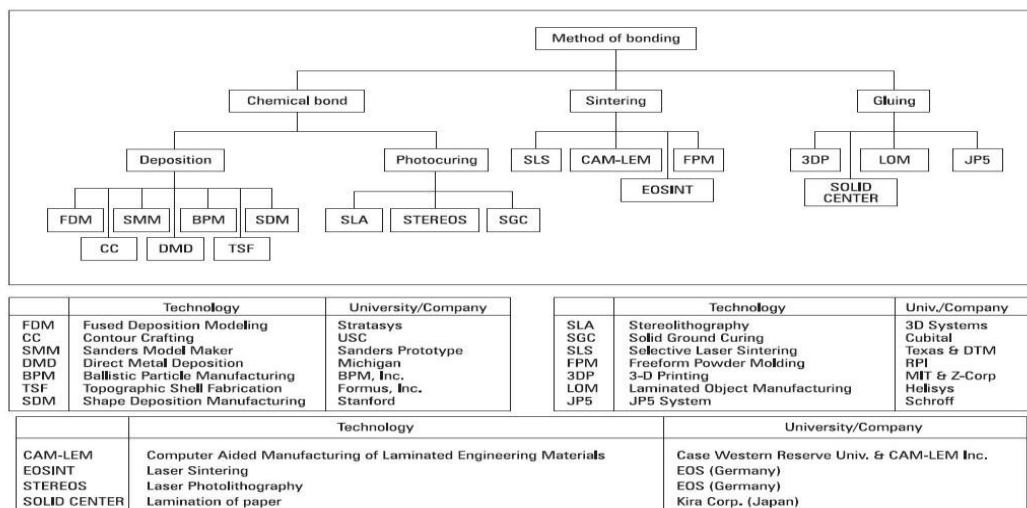 Method of bonding
Chemical bond Sintering Gluing
Deposition Photocuring SLS CAM-LEM FPM 3DP LOM JP5
EOSINT SOLID
CENTER
FDM SMM BPM SDM SLA STEREOS SGC
CC DMD TSF
Technology University/Company
FDM Fused Deposition Modeling Stratasys
CC Contour Crafting USC
SMM Sanders Model Maker Sanders Prototype
DMD Direct Metal Deposition Michigan
BPM Ballistic Particle Manufacturing BPM, Inc.
TSF Topographic Shell Fabrication Formus, Inc.
SDM Shape Deposition Manufacturing Stanford
Technology Univ./Company
SLA Stereolithography 3D Systems
SGC Solid Ground Curing Cubital
SLS Selective Laser Sintering Texas & DTM
FPM Freeform Powder Molding RPI
3DP 3-D Printing MIT & Z-Corp
LOM Laminated Object Manufacturing Helisys
JP5 JP5 System Schroff
Technology University/Company
CAM-LEM Computer Aided Manufacturing of Laminated Engineering Materials Case Western Reserve Univ. & CAM-LEM Inc.
EOSINT Laser Sintering EOS (Germany)
STEREOS Laser Photolithography EOS (Germany)
SOLID CENTER Lamination of paper Kira Corp. (Japan)